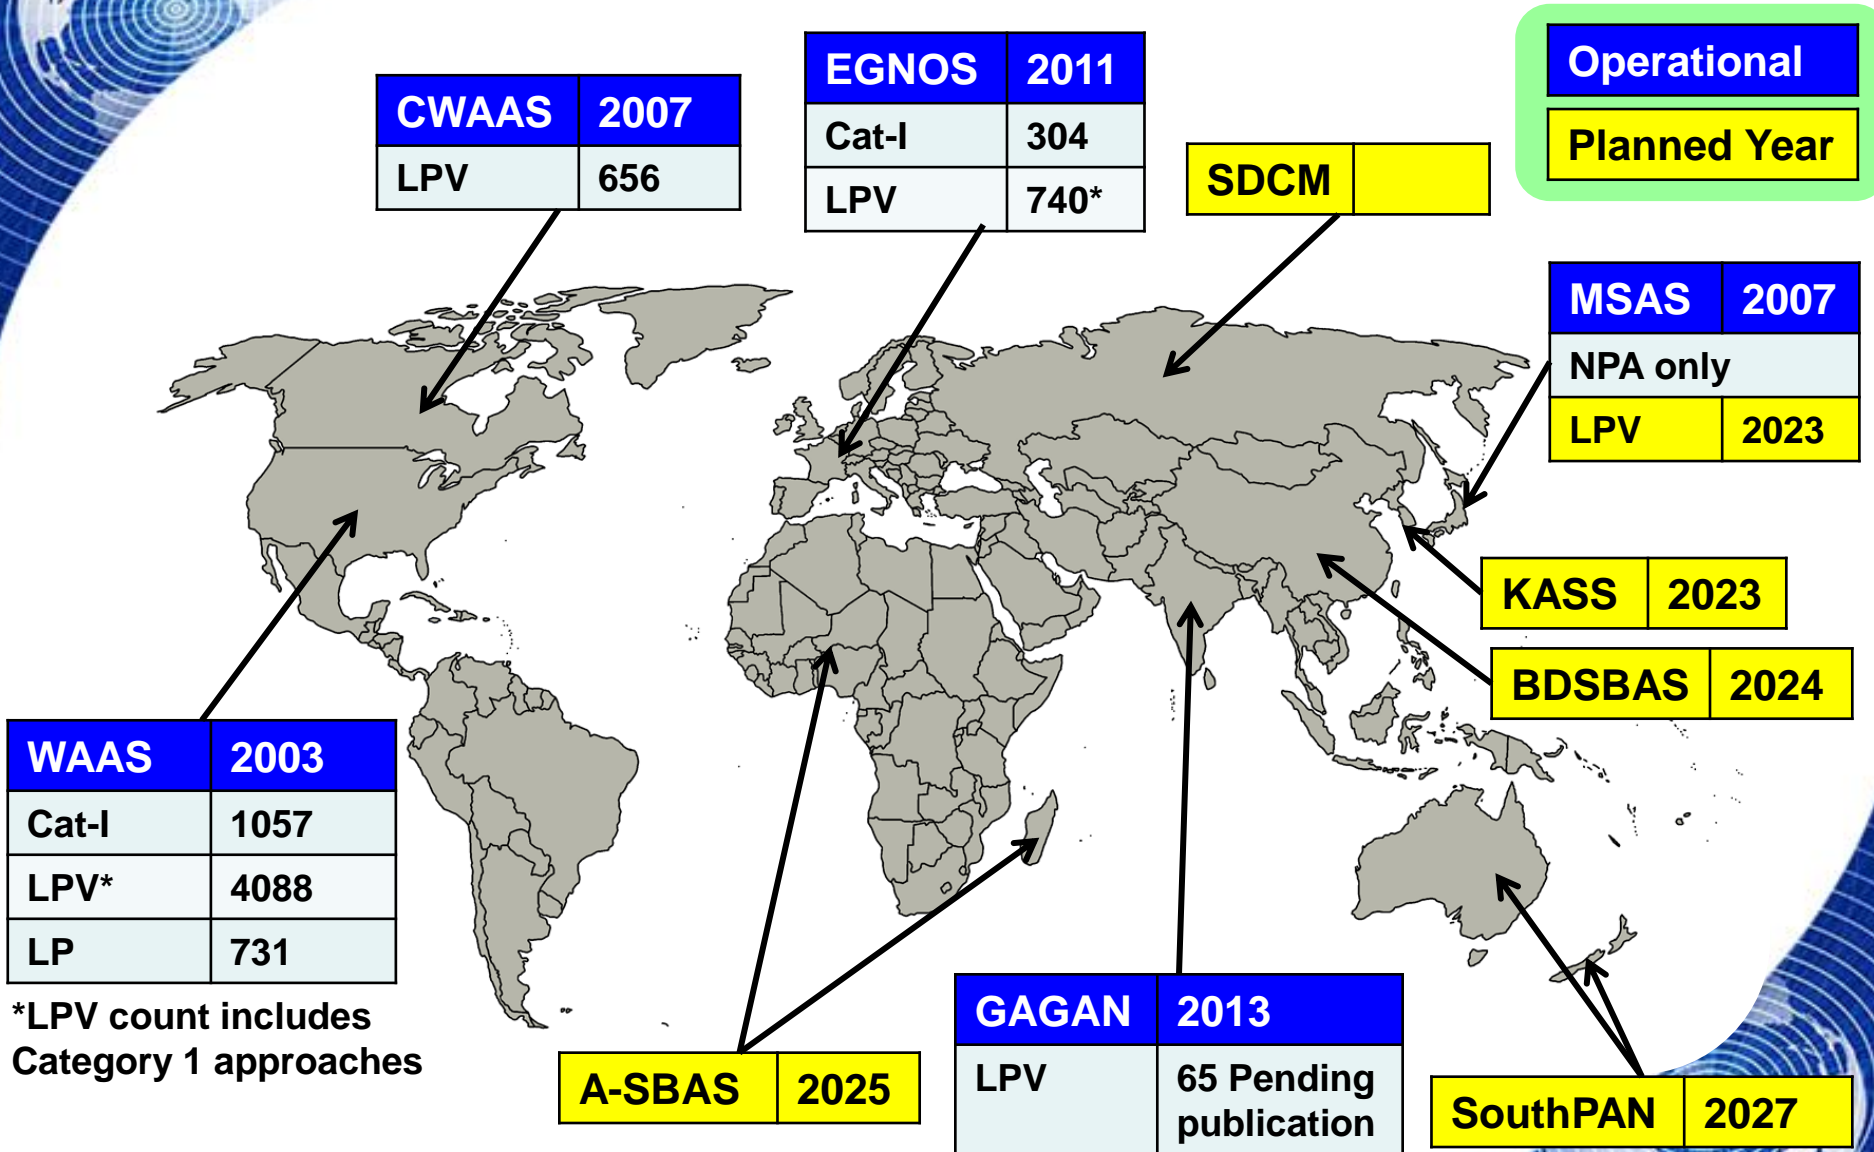 CWAAS 2007
LPV 656
EGNOS 2011
Cat-I 304
LPV 740*
SDCM
Operational
Planned Year
MSAS 2007
NPA only
LPV 2023
KASS 2023
BDSBAS 2024
WAAS 2003
Cat-I 1057
LPV* 4088
LP 731
*LPV count includes
Category 1 approaches
A-SBAS 2025
GAGAN 2013
LPV 65 Pending
publication
SouthPAN 2027